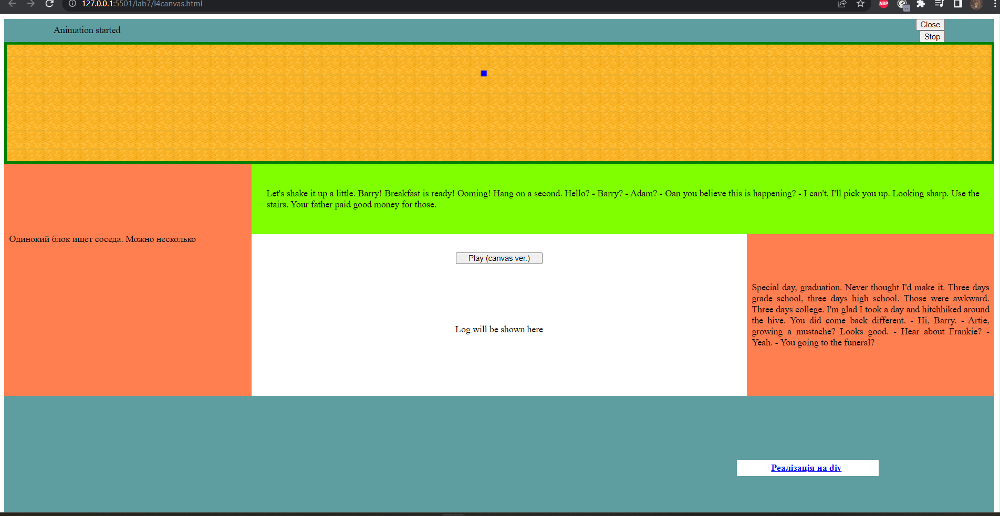 127.0.0.1:5501/lab7/l4canvas.html
ABP
Animation started
Close
Stop
Let's shake it up a little. Barry! Breakfast is ready! Ooming! Hang on a second. Hello? - Barry? - Adam? - Oan you believe this is happening? - I can't. I'll pick you up. Looking sharp. Use the
stairs. Your father paid good money for those.
Одинокий блок ищет соседа. Можно несколько
Play (canvas ver.)
Log will be shown here
Special day, graduation. Never thought I'd make it. Three days
grade school, three days high school. Those were awkward.
Three days college. I'm glad I took a day and hitchhiked around
the hive. You did come back different. - Hi, Barry. - Artie,
growing a mustache? Looks good. - Hear about Frankie? -
Yeah. - You going to the funeral?
Реалізація на div